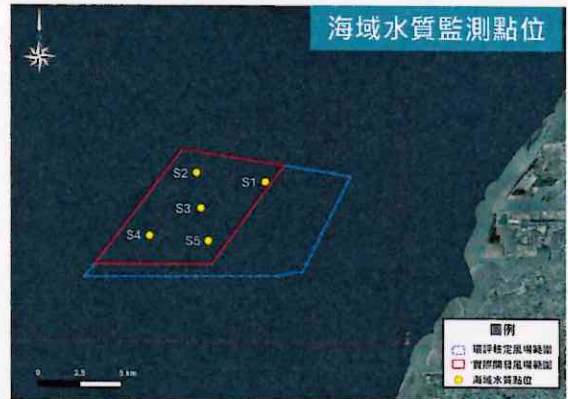 海域水質監測點位
S2
S1
S3
S4
S5
圖例
環評核定風場範圍
實際開發風場範圍
海域水質點位
0 2.5 5 km